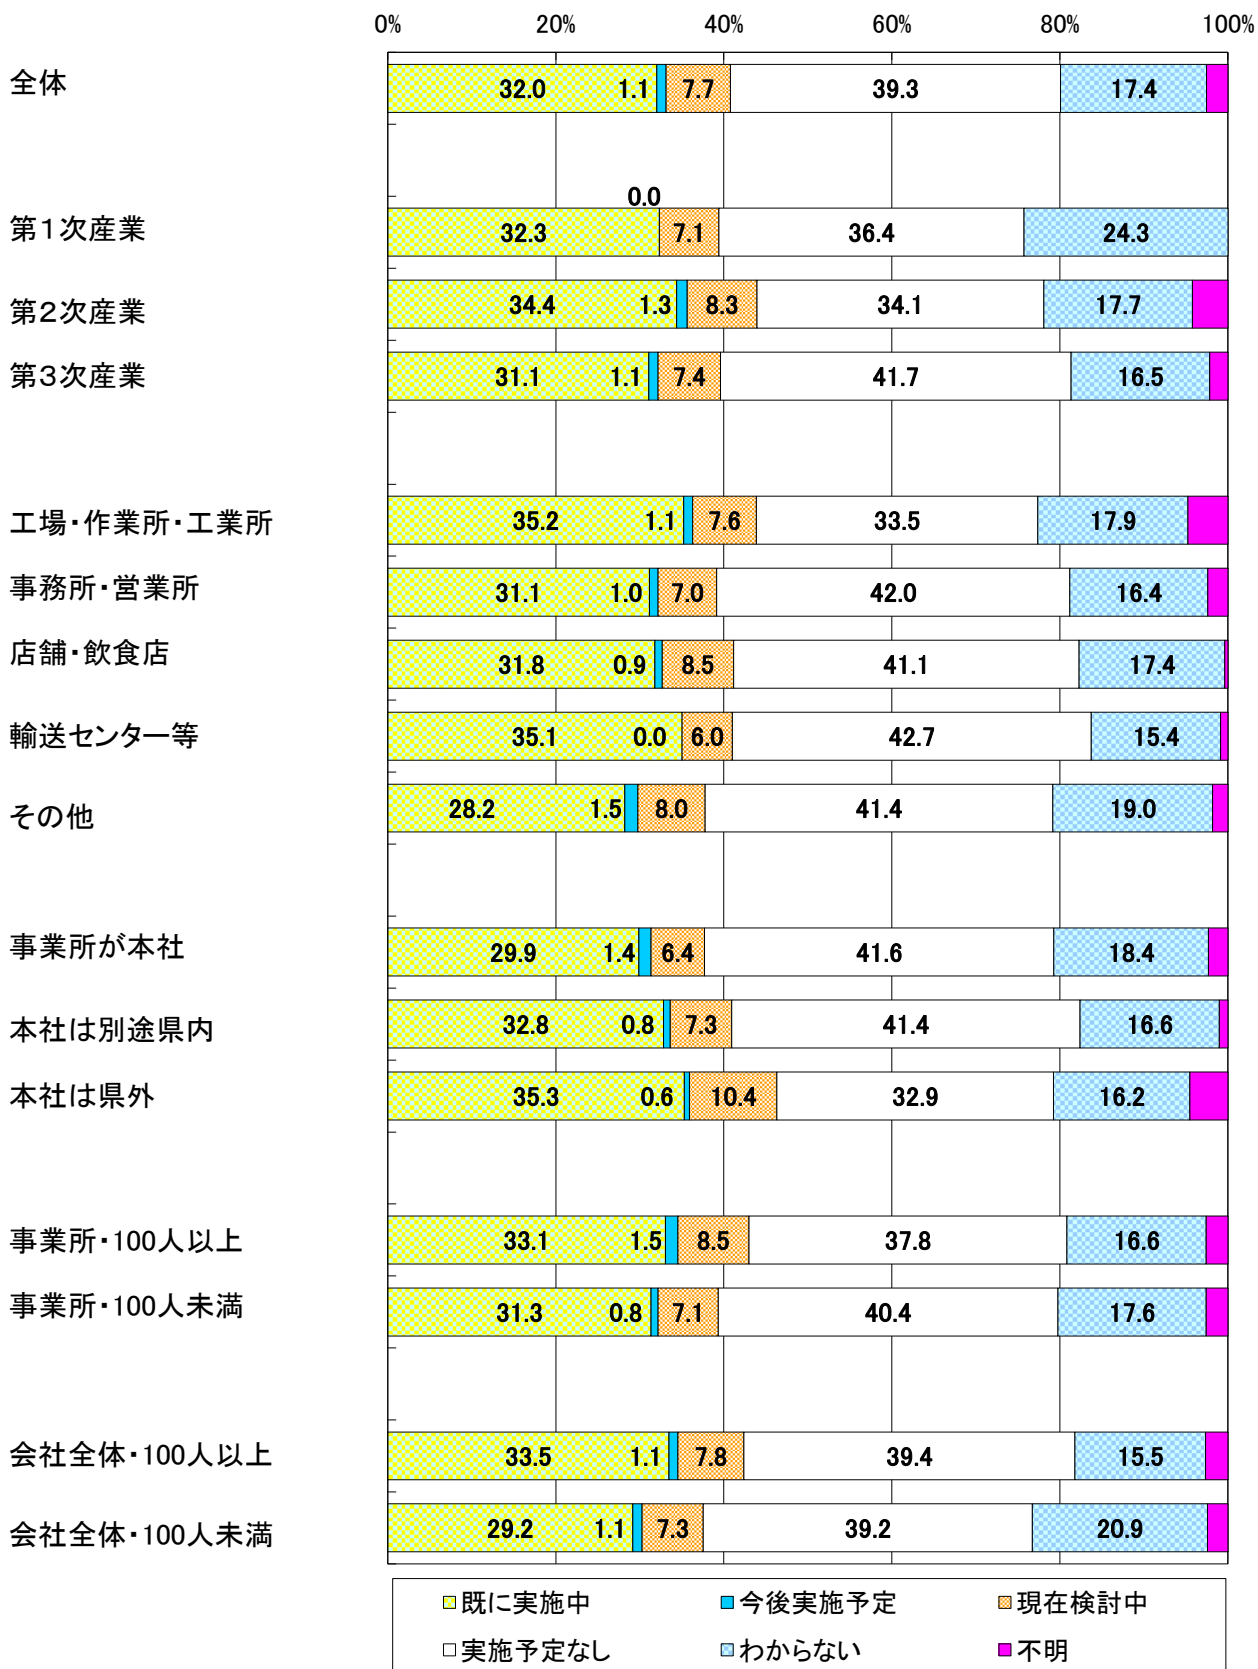 0% 20% 40% 60% 80% 100%
全体 32.0 1.1 7.7 39.3 17.4
0.0
第1次産業 32.3 7.1 36.4 24.3
第2次産業 34.4 1.3 8.3 34.1 17.7
第3次産業 31.1 1.1 7.4 41.7 16.5
工場・作業所・工業所 35.2 1.1 7.6 33.5 17.9
事務所・営業所 31.1 1.0 7.0 42.0 16.4
店舗・飲食店 31.8 0.9 8.5 41.1 17.4
輸送センター等 35.1 0.0 6.0 42.7 15.4
その他 28.2 1.5 8.0 41.4 19.0
事業所が本社 29.9 1.4 6.4 41.6 18.4
本社は別途県内 32.8 0.8 7.3 41.4 16.6
本社は県外 35.3 0.6 10.4 32.9 16.2
事業所・100人以上 33.1 1.5 8.5 37.8 16.6
事業所・100人未満 31.3 0.8 7.1 40.4 17.6
会社全体・100人以上 33.5 1.1 7.8 39.4 15.5
会社全体・100人未満 29.2 1.1 7.3 39.2 20.9
既に実施中 今後実施予定 現在検討中
実施予定なし わからない 不明